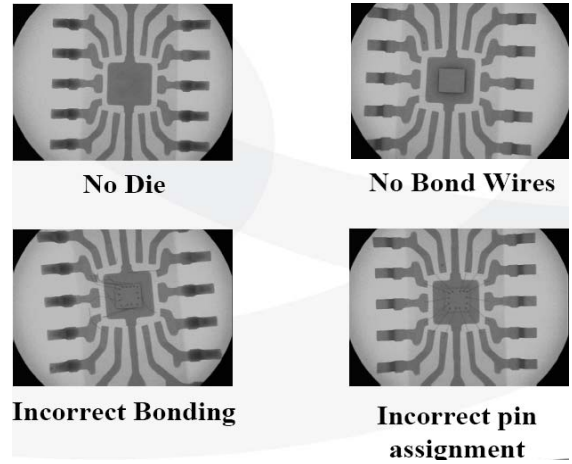 No Die
No Bond Wires
Incorrect Bonding
Incorrect pin
assignment